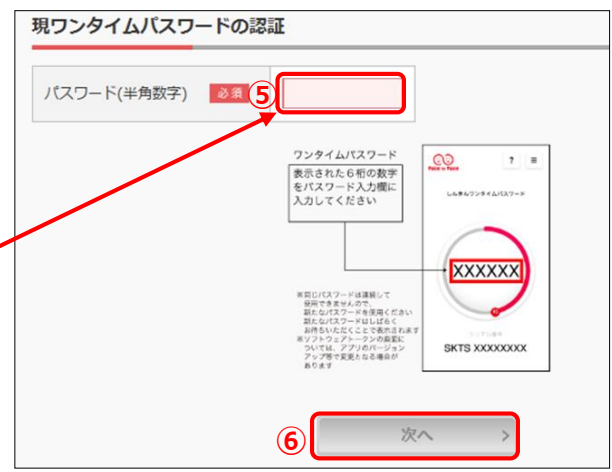 現ワンタイムパスワードの認証
パスワード(半角数字) 必須 ⑤
ワンタイムパスワード
表示された6桁の数字
をパスワード入力欄に
入力してください
Face to Face ? ≡
しんきんワンタイムパスワード
XXXXXX
※同じパスワードは連続して
使用できませんので、
新たなパスワードを使用ください
新たなパスワードはしばらく
お待ちいただくことで表示されます
※ソフトウェアトークンの画面に
ついては、アプリのバージョン
アップ等で変更となる場合が
あります
シリアル番号
SKTS XXXXXXXX
⑥ 次へ >